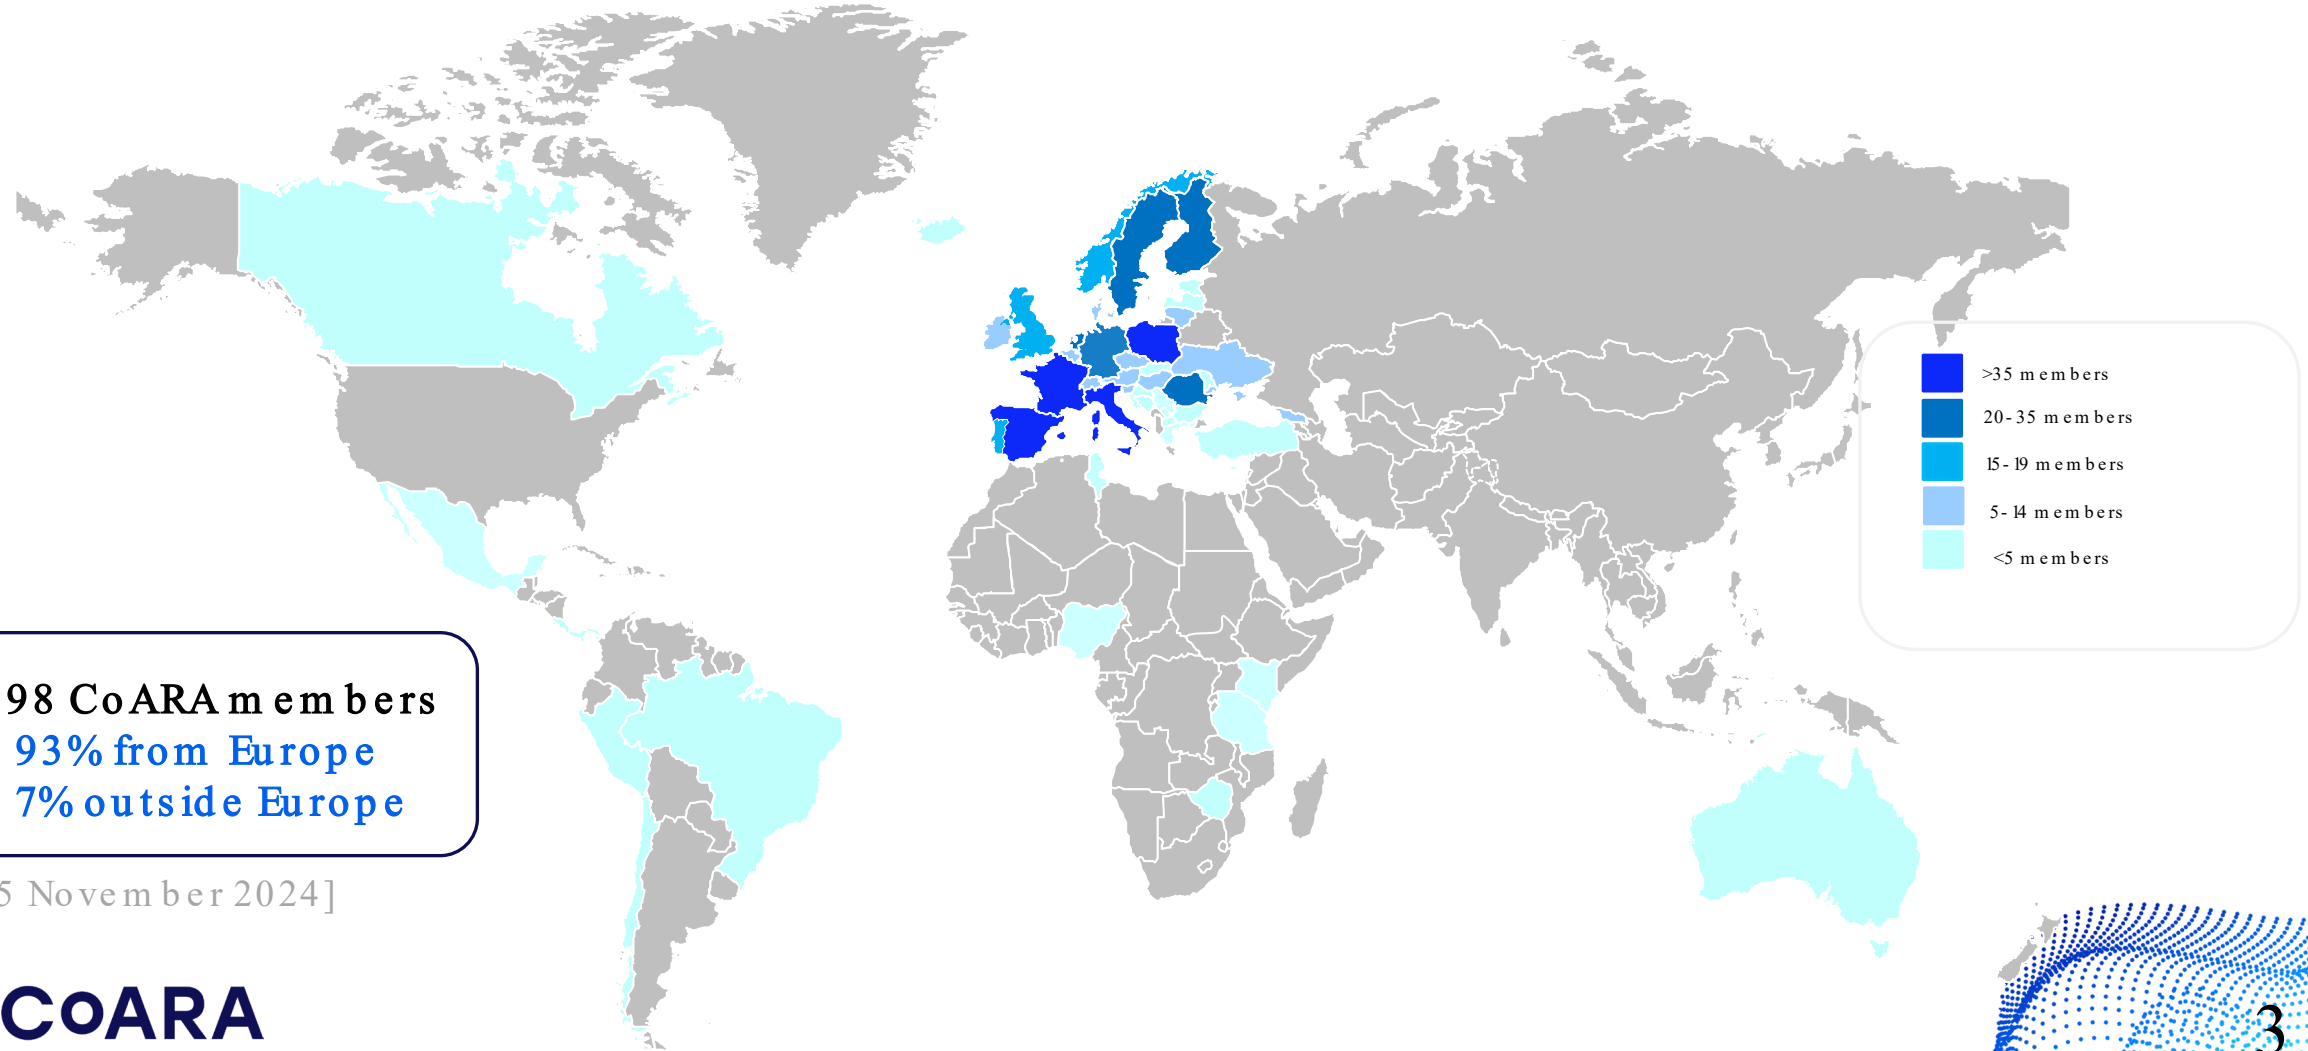 >35 members
20-35 members
15-19 members
5-14 members
<5 members
98 CoARA members
93% from Europe
7% outside Europe
5 November 2024]
CoARA
3